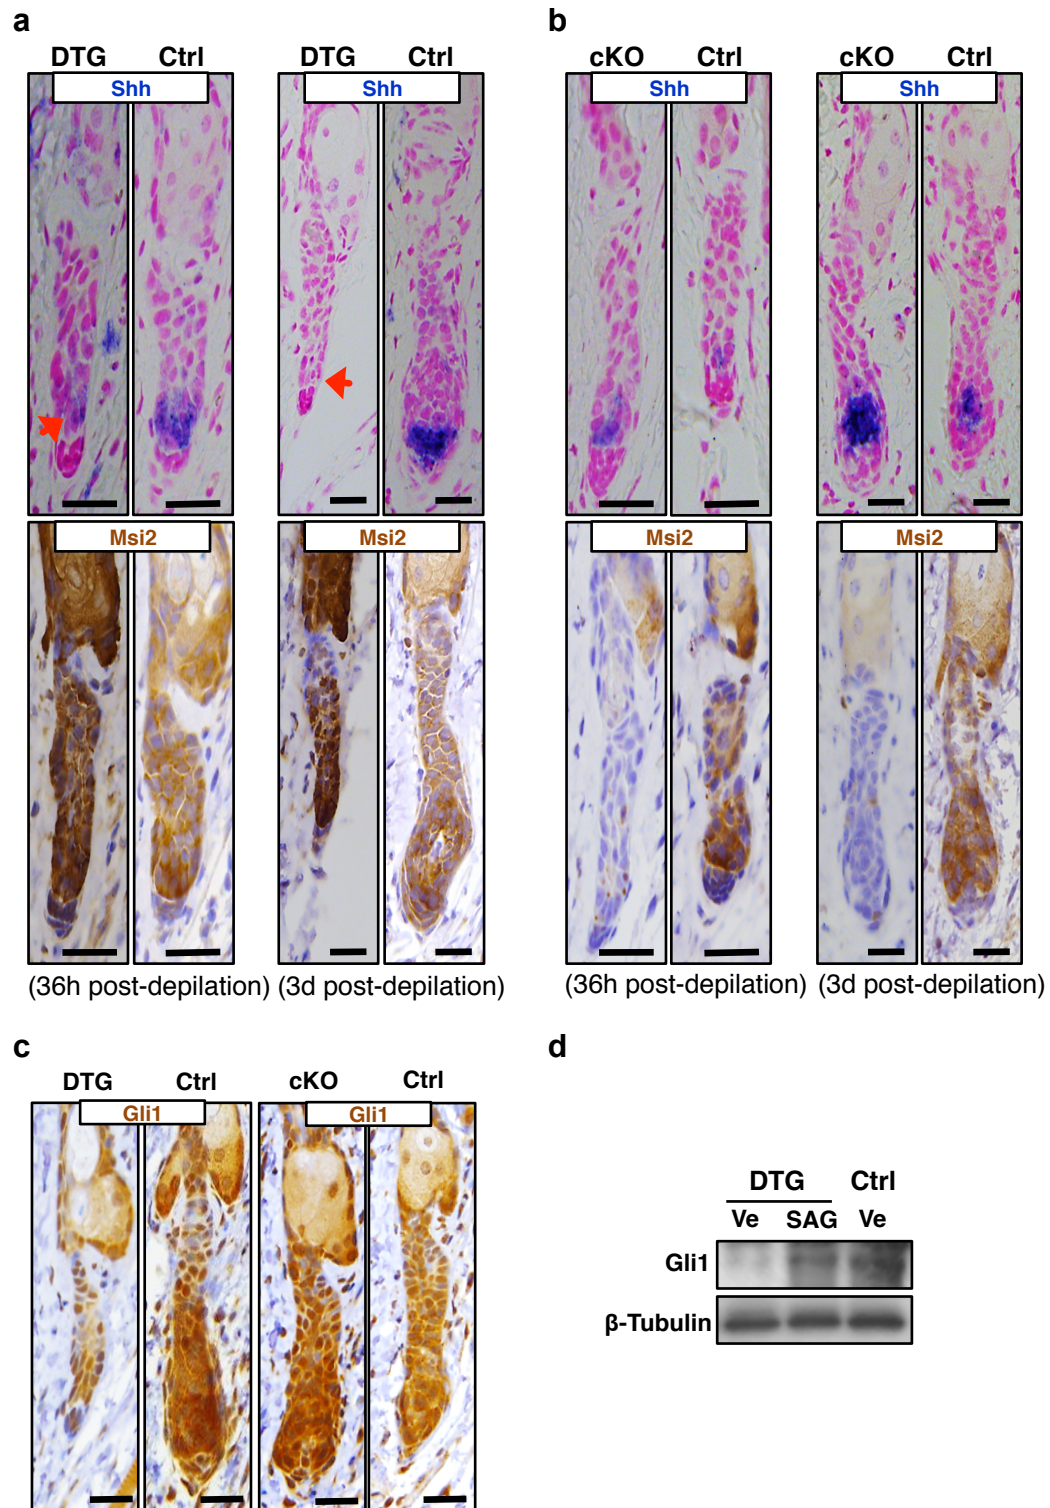 a
DTG Ctrl DTG Ctrl
Shh Shh
Msi2 Msi2
(36h post-depilation) (3d post-depilation)
b
cKO Ctrl cKO Ctrl
Shh Shh
Msi2 Msi2
(36h post-depilation) (3d post-depilation)
c
DTG Ctrl cKO Ctrl
Gli1 Gli1
d
DTG Ctrl
Ve SAG Ve
Gli1
β-Tubulin